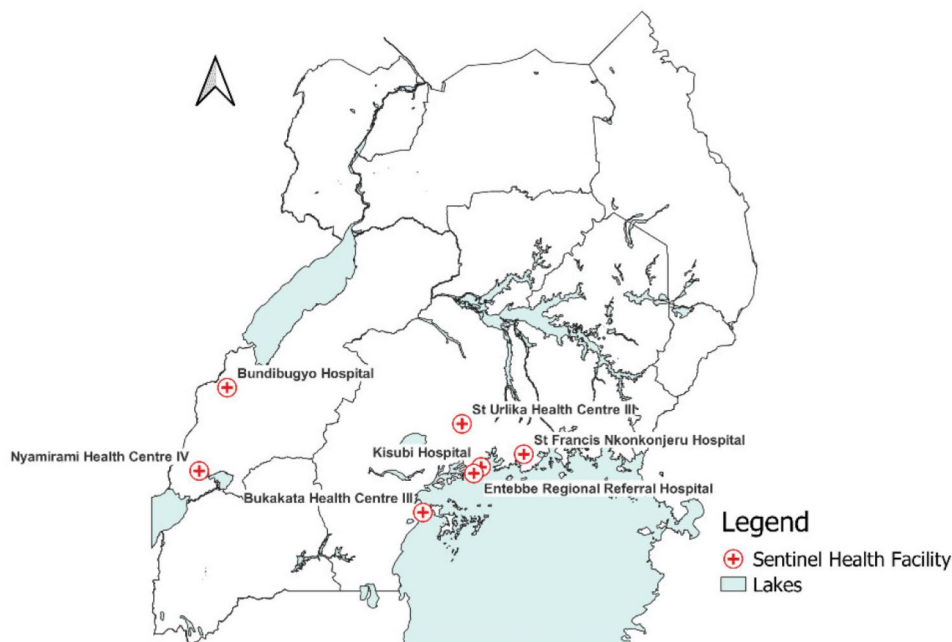 Bundibugyo Hospital
St Urlika Health Centre III
St Francis Nkonkonjeru Hospital
Kisubi Hospital
Nyamirami Health Centre IV
Entebbe Regional Referral Hospital
Bukakata Health Centre III
Legend
Sentinel Health Facility
Lakes